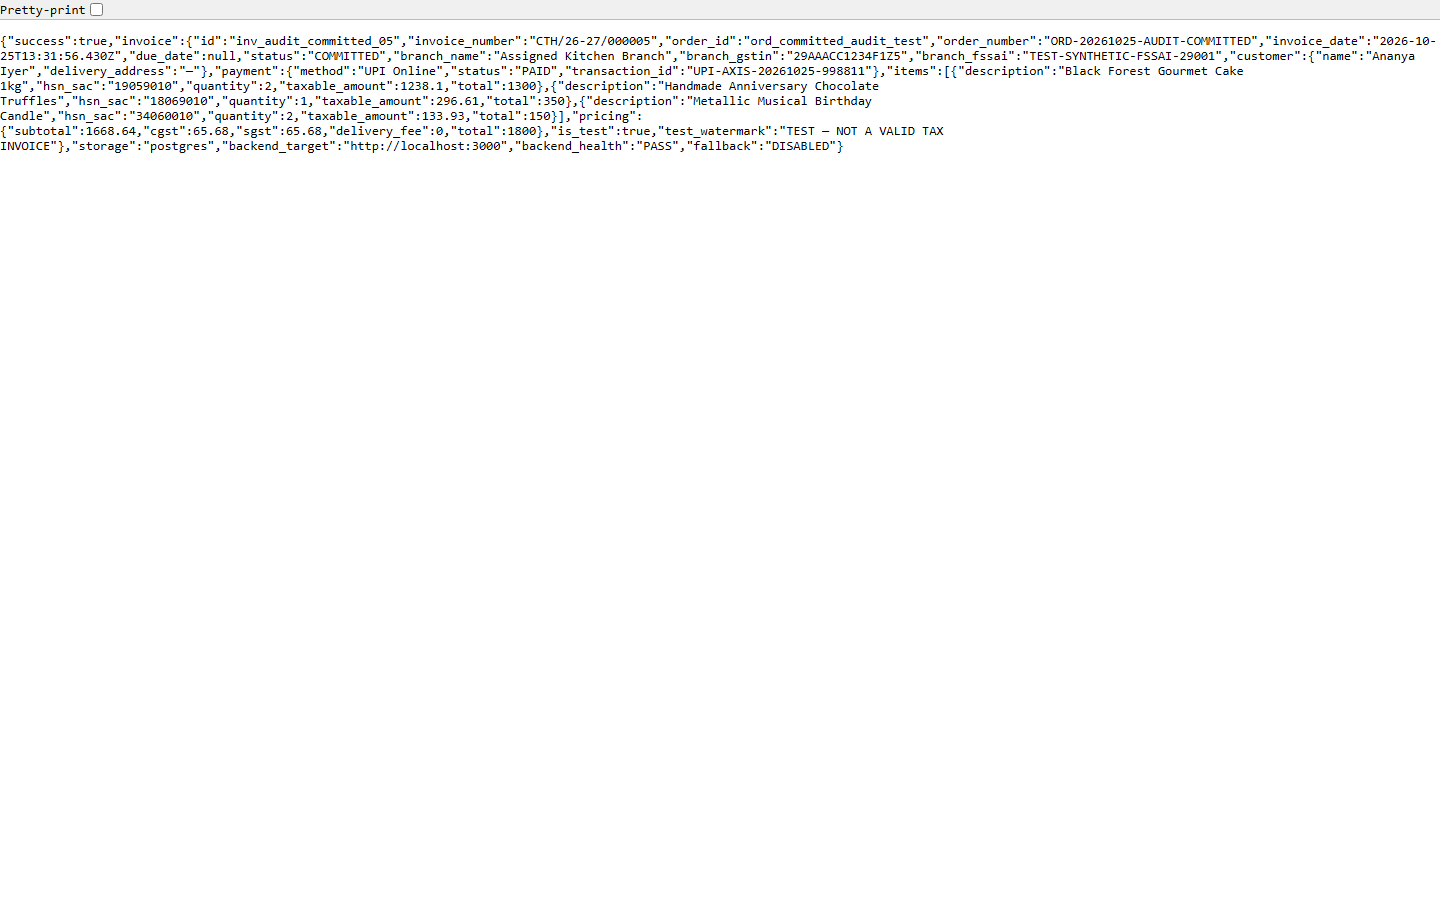 Pretty-print
{"success":true,"invoice":{"id":"inv_audit_committed_05","invoice_number":"CTH/26-27/000005","order_id":"ord_committed_audit_test","order_number":"ORD-20261025-AUDIT-COMMITTED","invoice_date":"2026-10-
25T13:31:56.430Z","due_date":null,"status":"COMMITTED","branch_name":"Assigned Kitchen Branch","branch_gstin":"29AAACC1234F1Z5","branch_fssai":"TEST-SYNTHETIC-FSSAI-29001","customer":{"name":"Ananya
Iyer","delivery_address":"—"},"payment":{"method":"UPI Online","status":"PAID","transaction_id":"UPI-AXIS-20261025-998811"},"items":[{"description":"Black Forest Gourmet Cake
1kg","hsn_sac":"19059010","quantity":2,"taxable_amount":1238.1,"total":1300},{"description":"Handmade Anniversary Chocolate
Truffles","hsn_sac":"18069010","quantity":1,"taxable_amount":296.61,"total":350},{"description":"Metallic Musical Birthday
Candle","hsn_sac":"34060010","quantity":2,"taxable_amount":133.93,"total":150}],"pricing":
{"subtotal":1668.64,"cgst":65.68,"sgst":65.68,"delivery_fee":0,"total":1800},"is_test":true,"test_watermark":"TEST — NOT A VALID TAX
INVOICE"},"storage":"postgres","backend_target":"http://localhost:3000","backend_health":"PASS","fallback":"DISABLED"}